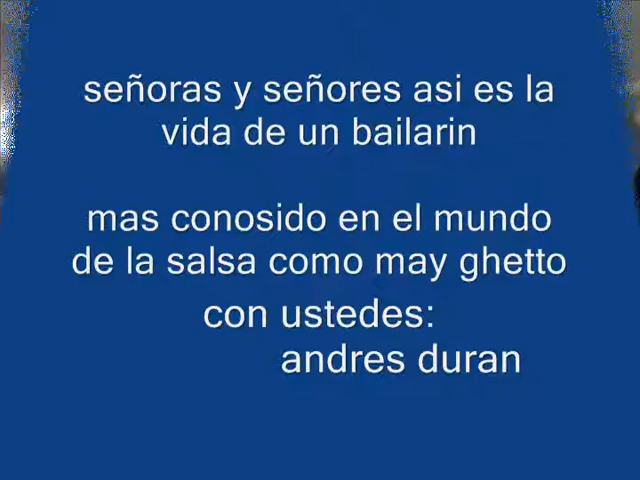 señoras y señores asi es la
vida de un bailarin
mas conosido en el mundo
de la salsa como may ghetto
con ustedes:
andres duran